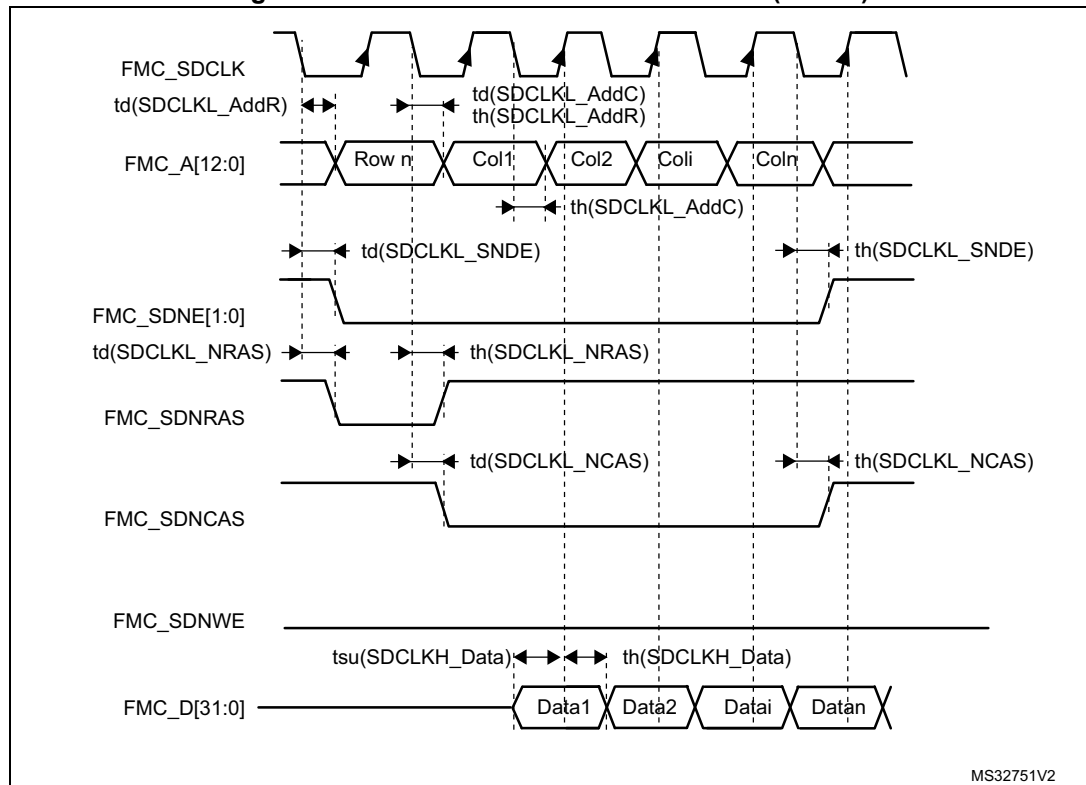 FMC_SDCLK
td(SDCLKL_AddR)
td(SDCLKL_AddC)
th(SDCLKL_AddR)
FMC_A[12:0]
Row n
Col1
Col2
Coli
Coln
th(SDCLKL_AddC)
td(SDCLKL_SNDE)
th(SDCLKL_SNDE)
FMC_SDNE[1:0]
td(SDCLKL_NRAS)
th(SDCLKL_NRAS)
FMC_SDNRAS
td(SDCLKL_NCAS)
th(SDCLKL_NCAS)
FMC_SDNCAS
FMC_SDNWE
tsu(SDCLKH_Data)
th(SDCLKH_Data)
FMC_D[31:0]
Data1
Data2
Datai
Datan
MS32751V2